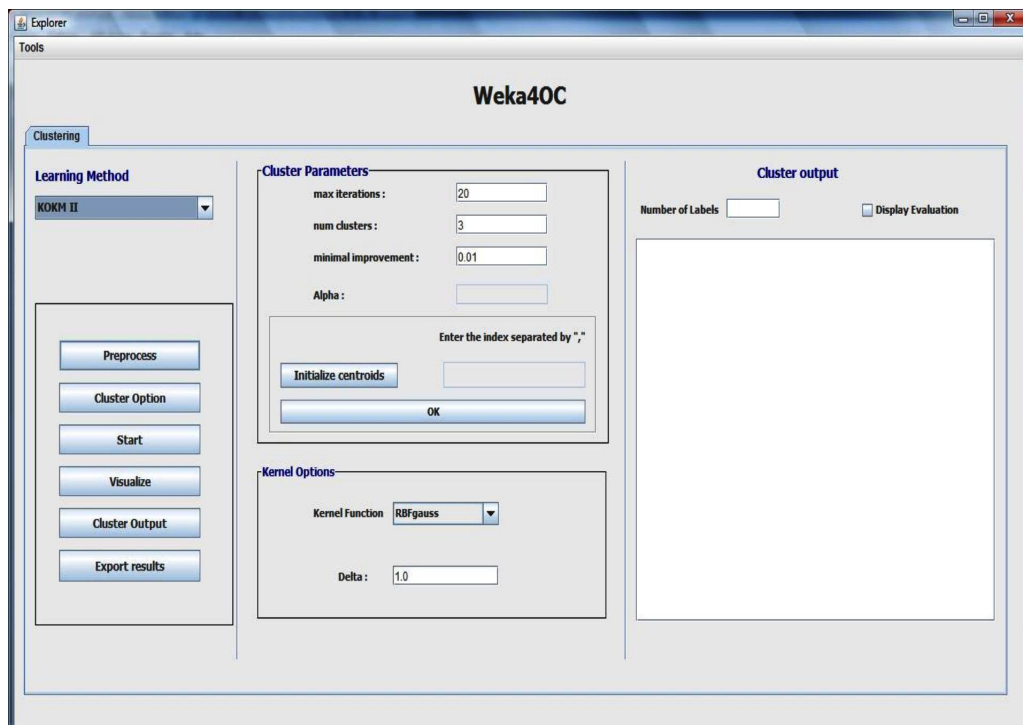 Explorer
Tools
Weka4OC
Clustering
Learning Method
KOKM II
Preprocess
Cluster Option
Start
Visualize
Cluster Output
Export results
Cluster Parameters
max iterations :
20
num clusters :
3
minimal improvement :
0.01
Alpha :
Enter the index separated by ","
Initialize centroids
OK
Kernel Options
Kernel Function
RBFgauss
Delta :
1.0
Cluster output
Number of Labels
Display Evaluation